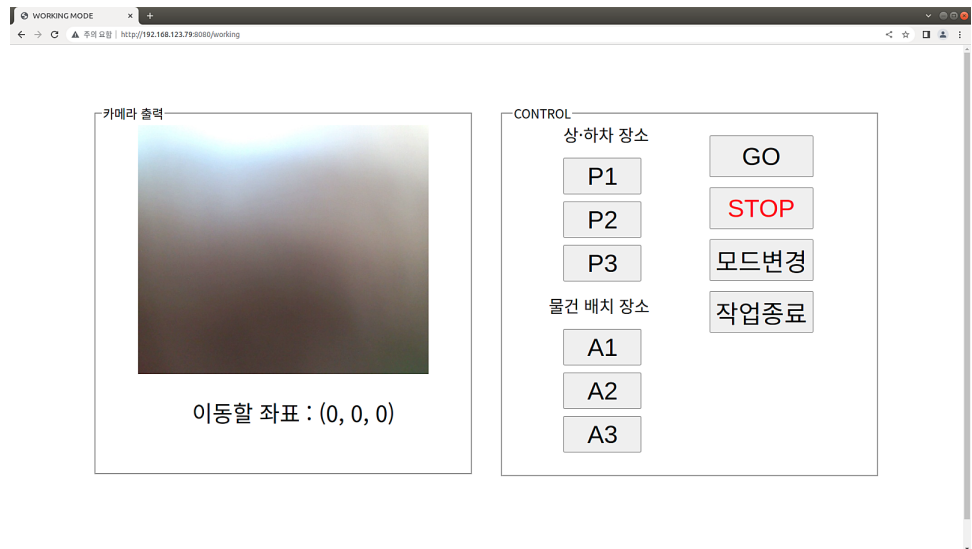 WORKING MODE
주의 요함 | http://192.168.123.79:8080/working
카메라 출력
이동할 좌표 : (0, 0, 0)
CONTROL
상·하차 장소
P1
P2
P3
물건 배치 장소
A1
A2
A3
GO
STOP
모드변경
작업종료